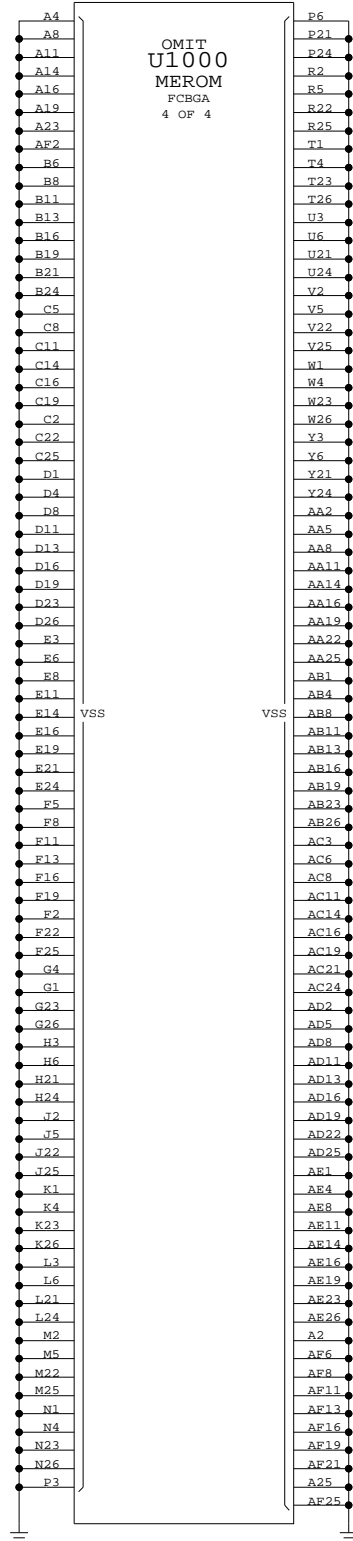 OMIT
U1000
MEROM
FCBGA
4 OF 4
A4
A8
A11
A14
A16
A19
A23
AF2
B6
B8
B11
B13
B16
B19
B21
B24
C5
C8
C11
C14
C16
C19
C2
C22
C25
D1
D4
D8
D11
D13
D16
D19
D23
D26
E3
E6
E8
E11
E14
E16
E19
E21
E24
F5
F8
F11
F13
F16
F19
F2
F22
F25
G4
G1
G23
G26
H3
H6
H21
H24
J2
J5
J22
J25
K1
K4
K23
K26
L3
L6
L21
L24
M2
M5
M22
M25
N1
N4
N23
N26
P3
VSS
VSS
P6
P21
P24
R2
R5
R22
R25
T1
T4
T23
T26
U3
U6
U21
U24
V2
V5
V22
V25
W1
W4
W23
W26
Y3
Y6
Y21
Y24
AA2
AA5
AA8
AA11
AA14
AA16
AA19
AA22
AA25
AB1
AB4
AB8
AB11
AB13
AB16
AB19
AB23
AB26
AC3
AC6
AC8
AC11
AC14
AC16
AC19
AC21
AC24
AD2
AD5
AD8
AD11
AD13
AD16
AD19
AD22
AD25
AE1
AE4
AE8
AE11
AE14
AE16
AE19
AE23
AE26
A2
AF6
AF8
AF11
AF13
AF16
AF19
AF21
A25
AF25